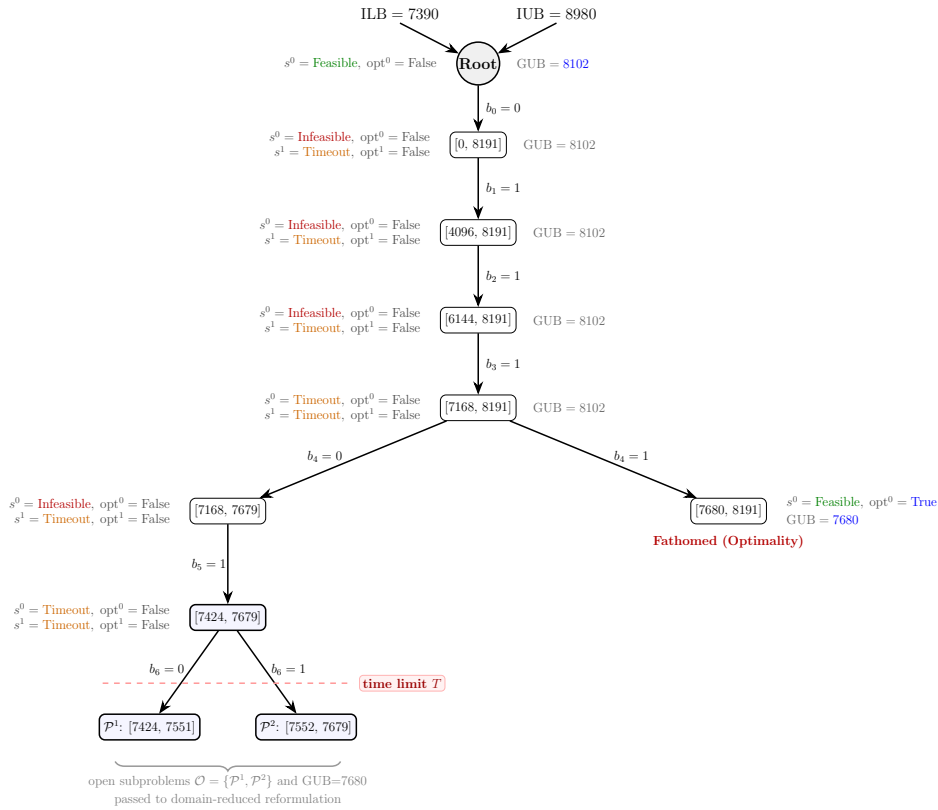 ILB = 7390
IUB = 8980
s⁰ = Feasible, opt⁰ = False
Root
GUB = 8102
b₀ = 0
s⁰ = Infeasible, opt⁰ = False
s¹ = Timeout, opt¹ = False
[0, 8191]
GUB = 8102
b₁ = 1
s⁰ = Infeasible, opt⁰ = False
s¹ = Timeout, opt¹ = False
[4096, 8191]
GUB = 8102
b₂ = 1
s⁰ = Infeasible, opt⁰ = False
s¹ = Timeout, opt¹ = False
[6144, 8191]
GUB = 8102
b₃ = 1
s⁰ = Timeout, opt⁰ = False
s¹ = Timeout, opt¹ = False
[7168, 8191]
GUB = 8102
b₄ = 0
b₄ = 1
s⁰ = Infeasible, opt⁰ = False
s¹ = Timeout, opt¹ = False
[7168, 7679]
[7680, 8191]
s⁰ = Feasible, opt⁰ = True
GUB = 7680
Fathomed (Optimality)
b₅ = 1
s⁰ = Timeout, opt⁰ = False
s¹ = Timeout, opt¹ = False
[7424, 7679]
b₆ = 0
b₆ = 1
time limit T
𝒫¹: [7424, 7551]
𝒫²: [7552, 7679]
open subproblems 𝒪 = {𝒫¹, 𝒫²} and GUB=7680
passed to domain-reduced reformulation